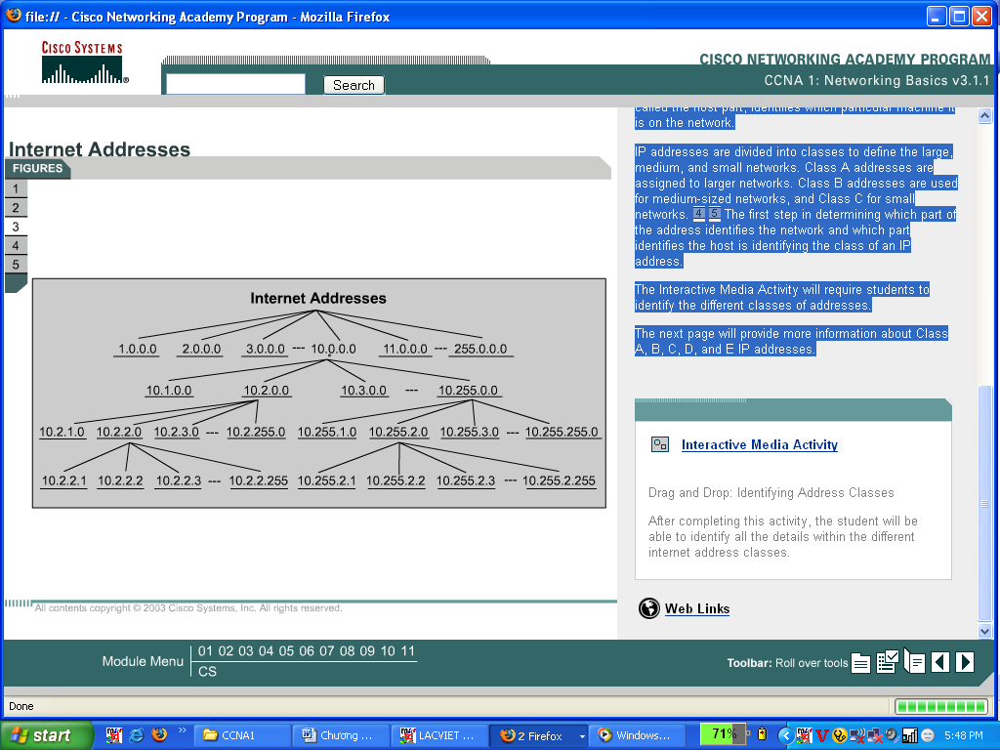 file:// - Cisco Networking Academy Program - Mozilla Firefox
CISCO SYSTEMS
®
Search
CISCO NETWORKING ACADEMY PROGRAM
CCNA 1: Networking Basics v3.1.1
Internet Addresses
FIGURES
1
2
3
4
5
Internet Addresses
1.0.0.0 2.0.0.0 3.0.0.0 --- 10.0.0.0 11.0.0.0 --- 255.0.0.0
10.1.0.0 10.2.0.0 10.3.0.0 --- 10.255.0.0
10.2.1.0 10.2.2.0 10.2.3.0 --- 10.2.255.0 10.255.1.0 10.255.2.0 10.255.3.0 --- 10.255.255.0
10.2.2.1 10.2.2.2 10.2.2.3 --- 10.2.2.255 10.255.2.1 10.255.2.2 10.255.2.3 --- 10.255.2.255
All contents copyright © 2003 Cisco Systems, Inc. All rights reserved.
called the host part, identifies which particular machine it
is on the network.
IP addresses are divided into classes to define the large,
medium, and small networks. Class A addresses are
assigned to larger networks. Class B addresses are used
for medium-sized networks, and Class C for small
networks. 4 5 The first step in determining which part of
the address identifies the network and which part
identifies the host is identifying the class of an IP
address.
The Interactive Media Activity will require students to
identify the different classes of addresses.
The next page will provide more information about Class
A, B, C, D, and E IP addresses.
Interactive Media Activity
Drag and Drop: Identifying Address Classes
After completing this activity, the student will be
able to identify all the details within the different
internet address classes.
Web Links
Module Menu
01 02 03 04 05 06 07 08 09 10 11
CS
Toolbar: Roll over tools
Done
start
CCNA1
Chương ...
LACVIET ...
2 Firefox
Windows...
71%
5:48 PM